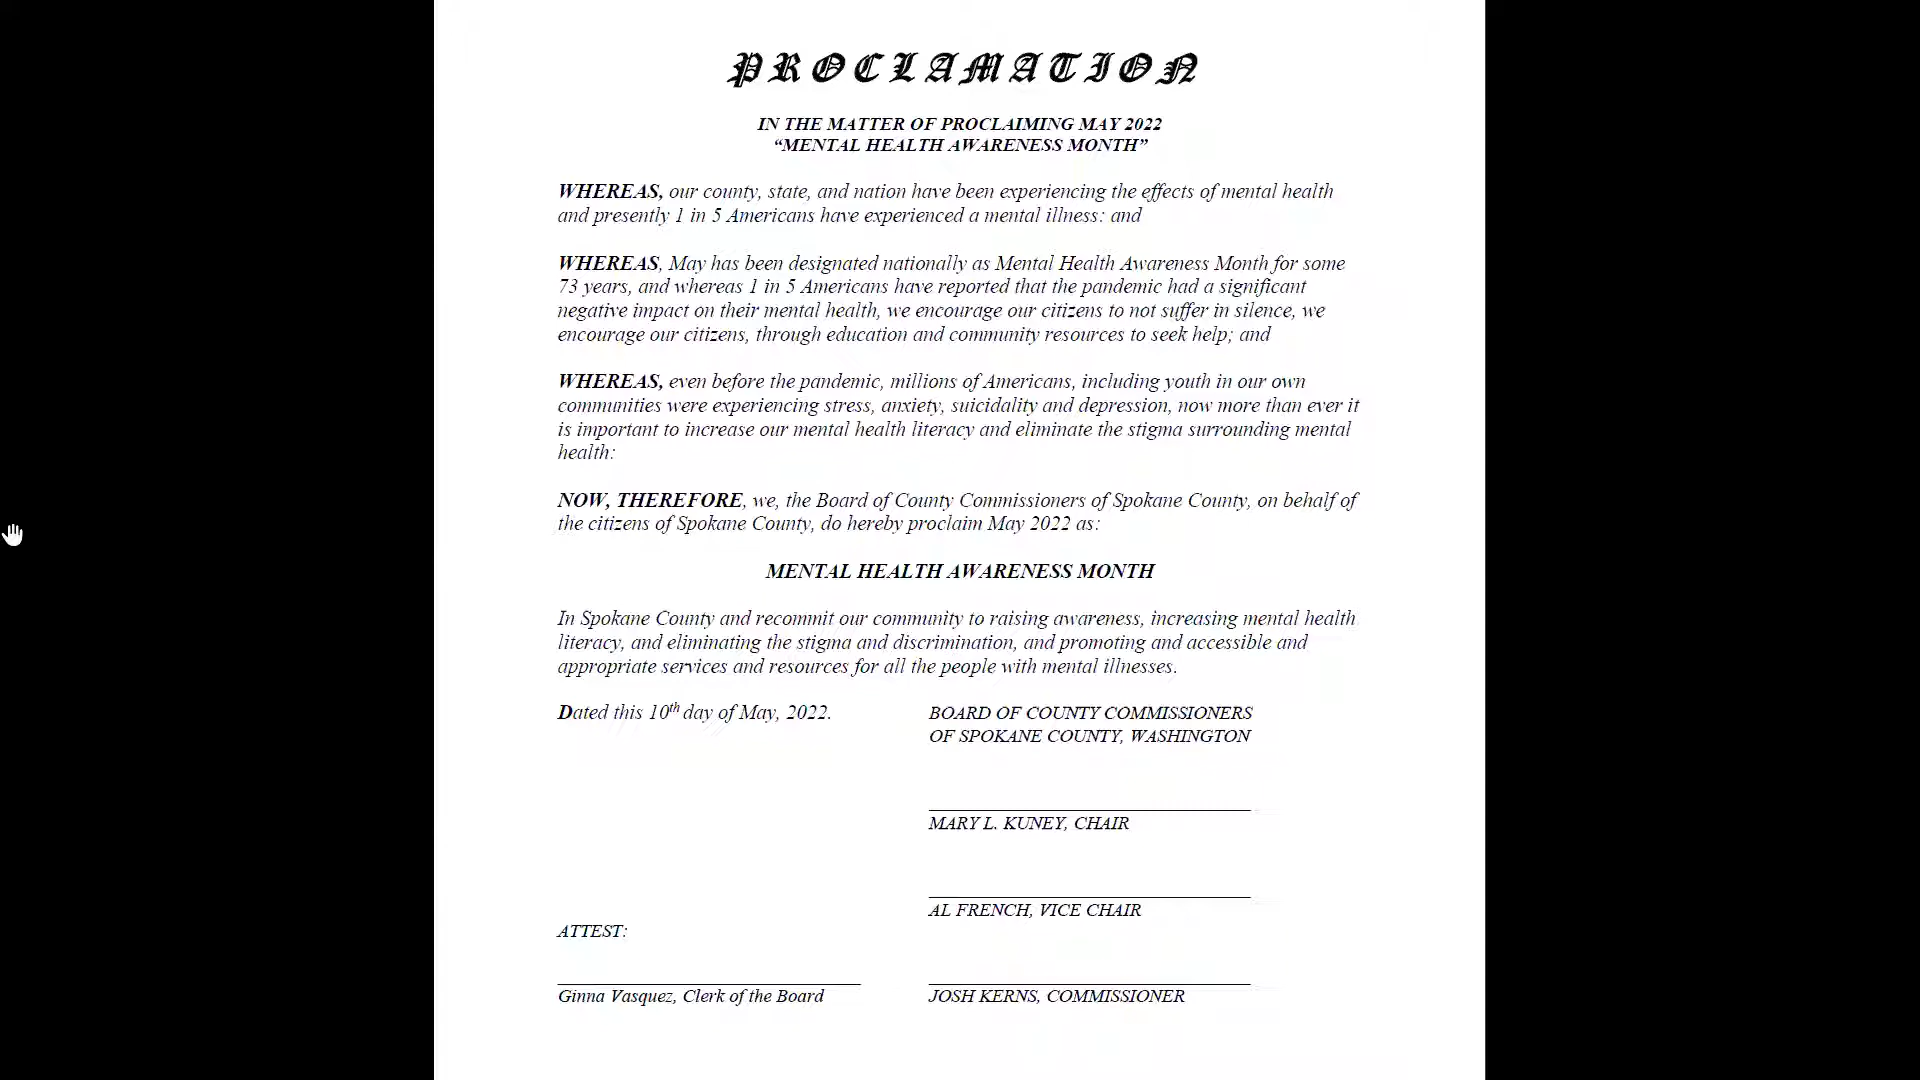 PROCLAMATION
IN THE MATTER OF PROCLAIMING MAY 2022
“MENTAL HEALTH AWARENESS MONTH”
WHEREAS, our county, state, and nation have been experiencing the effects of mental health
and presently 1 in 5 Americans have experienced a mental illness: and
WHEREAS, May has been designated nationally as Mental Health Awareness Month for some
73 years, and whereas 1 in 5 Americans have reported that the pandemic had a significant
negative impact on their mental health, we encourage our citizens to not suffer in silence, we
encourage our citizens, through education and community resources to seek help; and
WHEREAS, even before the pandemic, millions of Americans, including youth in our own
communities were experiencing stress, anxiety, suicidality and depression, now more than ever it
is important to increase our mental health literacy and eliminate the stigma surrounding mental
health:
NOW, THEREFORE, we, the Board of County Commissioners of Spokane County, on behalf of
the citizens of Spokane County, do hereby proclaim May 2022 as:
MENTAL HEALTH AWARENESS MONTH
In Spokane County and recommit our community to raising awareness, increasing mental health
literacy, and eliminating the stigma and discrimination, and promoting and accessible and
appropriate services and resources for all the people with mental illnesses.
Dated this 10th day of May, 2022.
BOARD OF COUNTY COMMISSIONERS
OF SPOKANE COUNTY, WASHINGTON
MARY L. KUNEY, CHAIR
AL FRENCH, VICE CHAIR
ATTEST:
Ginna Vasquez, Clerk of the Board
JOSH KERNS, COMMISSIONER